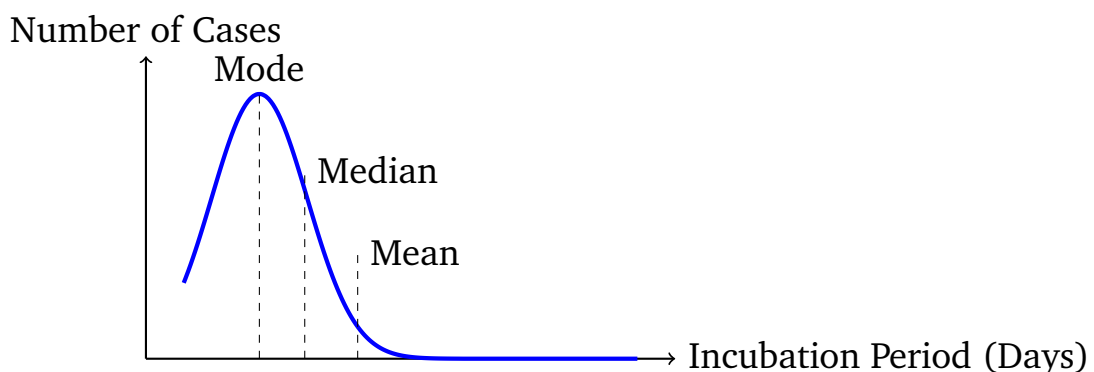 Number of Cases
Mode
Median
Mean
Incubation Period (Days)